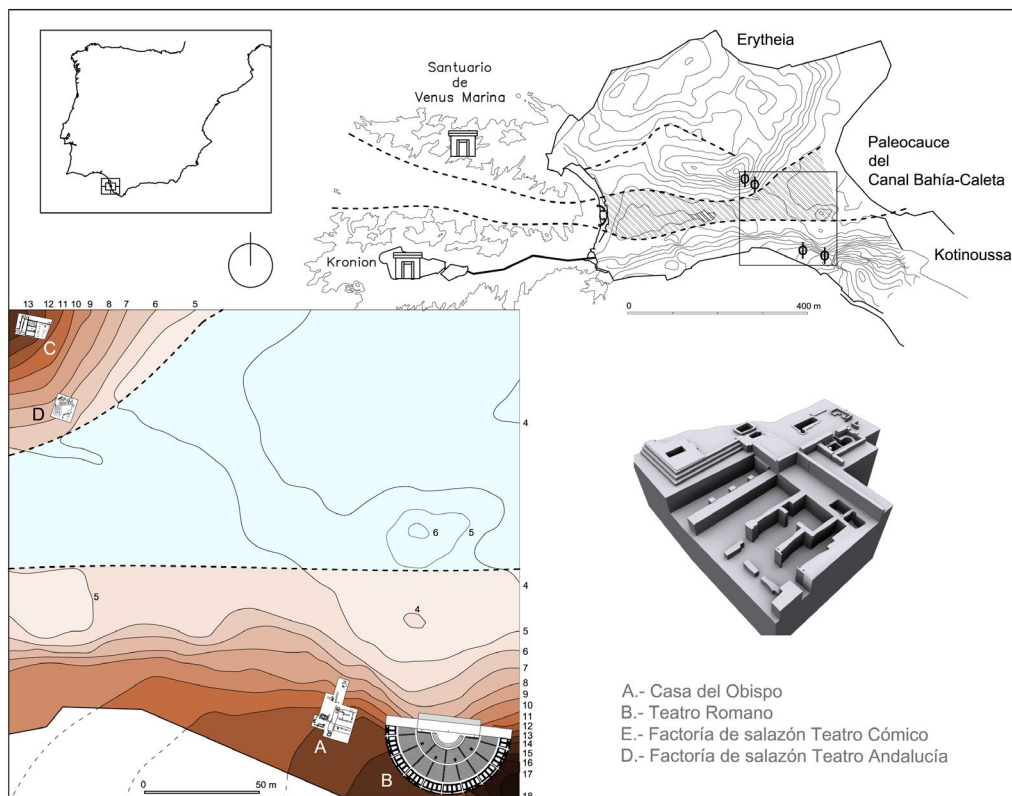 Erytheia
Santuario
de
Venus Marina
Paleocauce
del
Canal Bahía-Caleta
Kotinoussa
Kronion
0 400 m
13 12 11 10 9 8 7 6 5
C
D
4
6 5
5
4
4
5
6
7
8
9
10
11
12
13
14
15
16
17
18
A
B
0 50 m
A.- Casa del Obispo
B.- Teatro Romano
E.- Factoría de salazón Teatro Cómico
D.- Factoría de salazón Teatro Andalucía